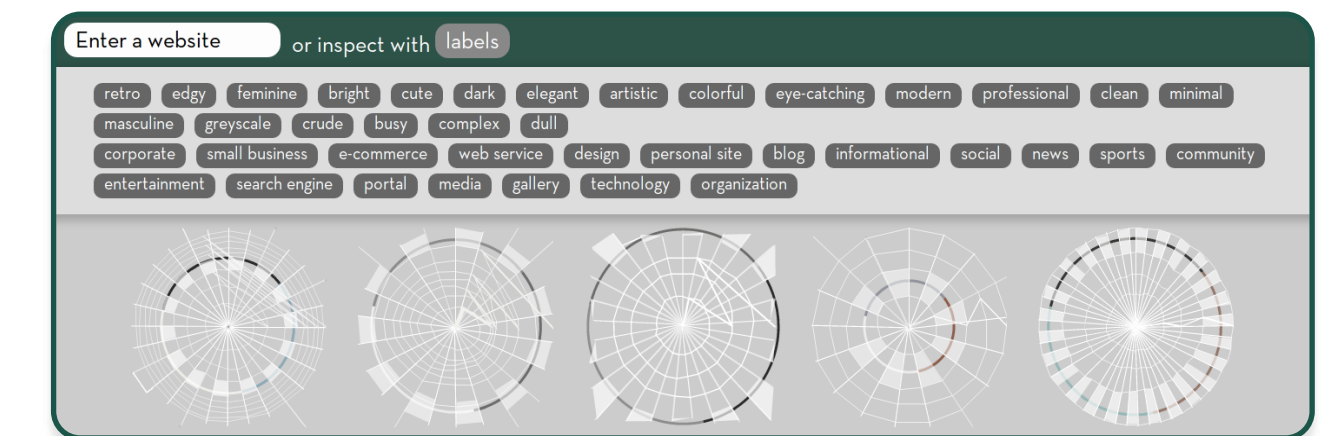 Enter a website or inspect with labels
retro edgy feminine bright cute dark elegant artistic colorful eye-catching modern professional clean minimal
masculine greyscale crude busy complex dull
corporate small business e-commerce web service design personal site blog informational social news sports community
entertainment search engine portal media gallery technology organization